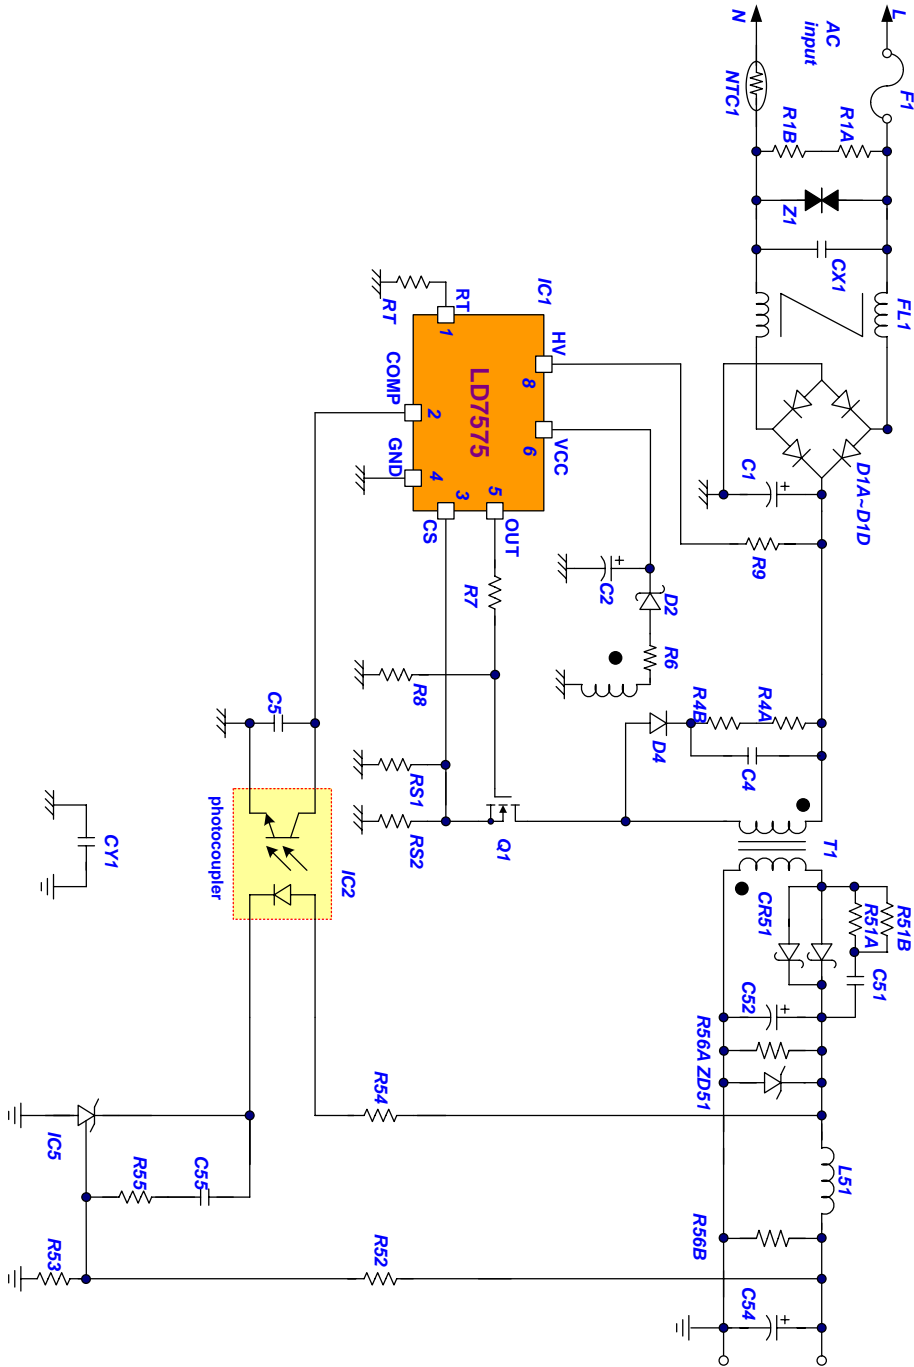 L
AC
input
N
F1
NTC1
R1A
R1B
Z1
CX1
FL1
D1A~D1D
C1
R9
R4A
R4B
C4
D4
T1
CR51
R51B
R51A
C51
C52
R56A
ZD51
L51
R56B
C54
IC1
HV
8
VCC
6
RT
RT
1
LD7575
COMP
2
GND
4
CS
3
OUT
5
D2
C2
R6
R7
R8
RS1
RS2
Q1
C5
IC2
photocoupler
CY1
R54
R52
C55
R55
IC5
R53
+
+
+
+